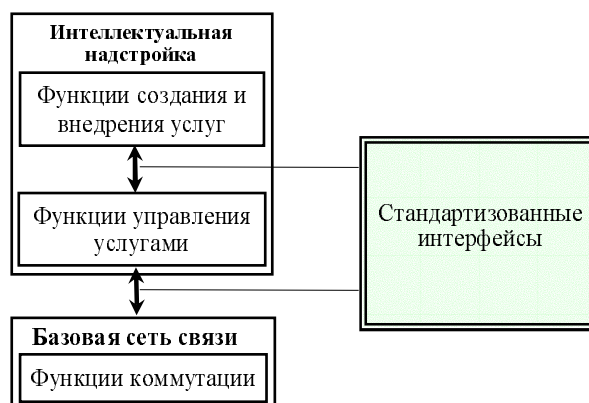 Интеллектуальная
надстройка
Функции создания и
внедрения услуг
Функции управления
услугами
Стандартизованные
интерфейсы
Базовая сеть связи
Функции коммутации